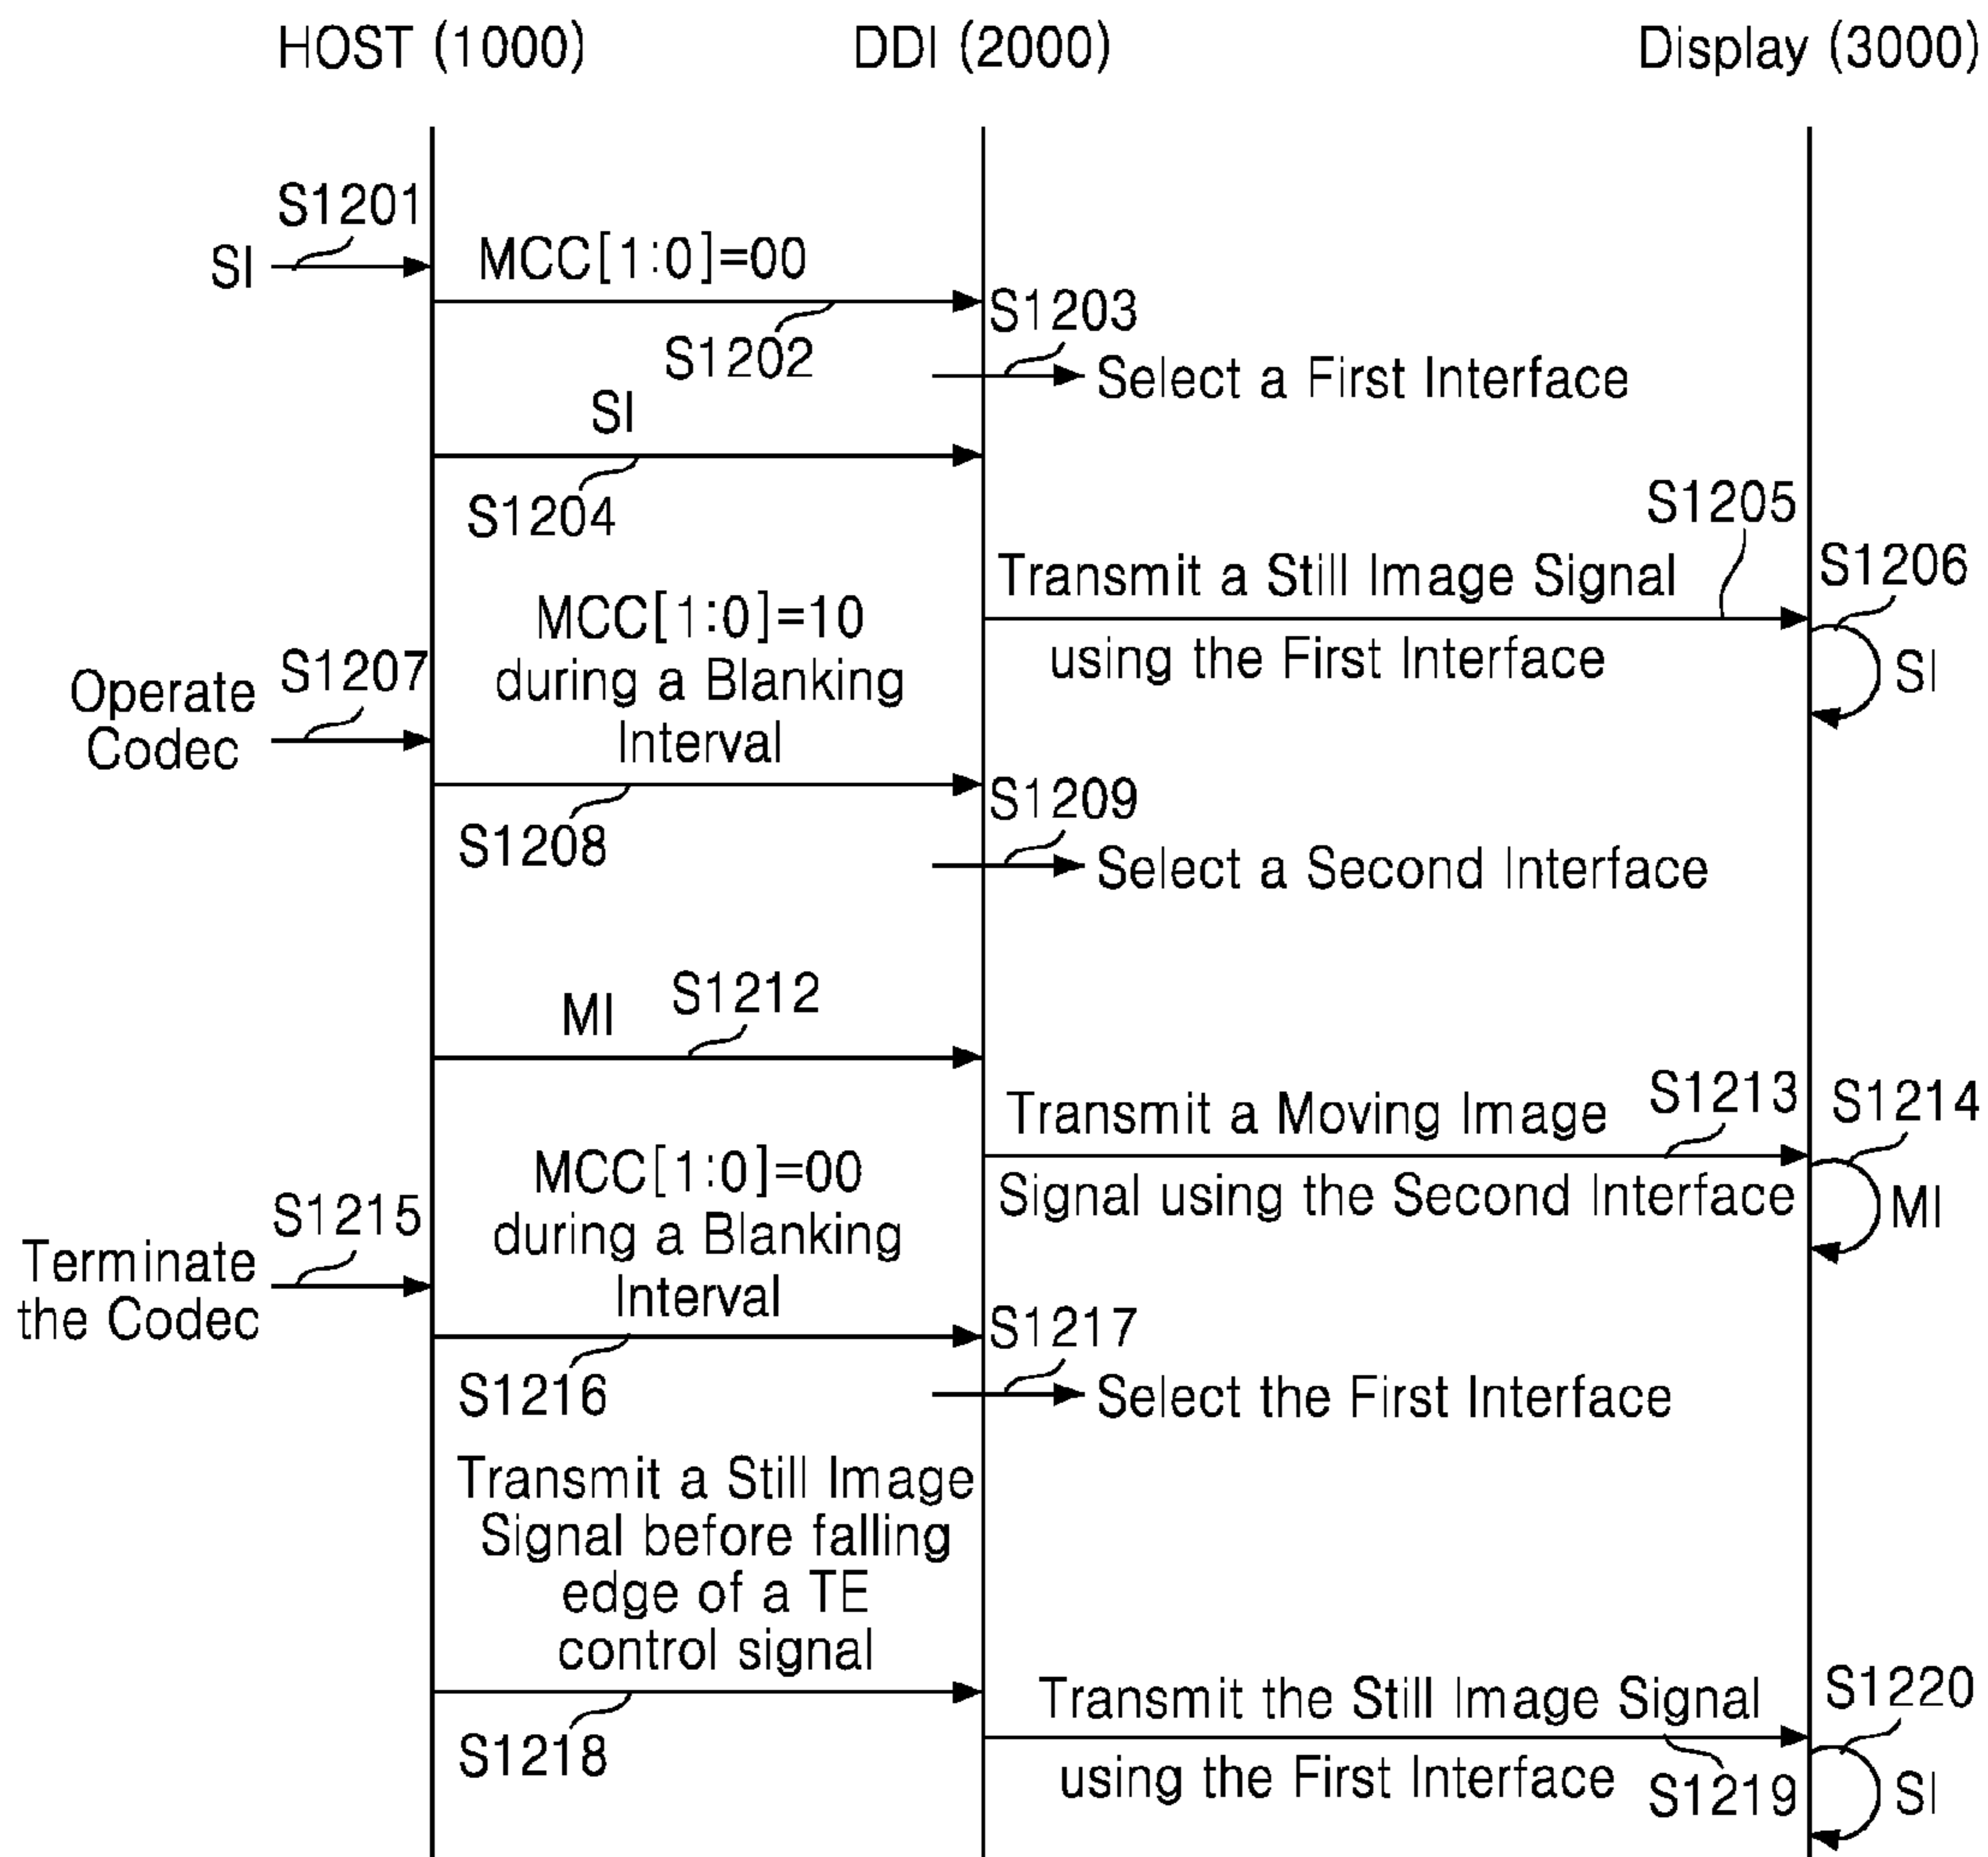 HOST (1000)
DDI (2000)
Display (3000)
S1201
SI
MCC[1:0]=00
S1202
S1203
Select a First Interface
SI
S1204
S1205
Transmit a Still Image Signal
using the First Interface
S1206
SI
Operate
Codec
S1207
MCC[1:0]=10
during a Blanking
Interval
S1208
S1209
Select a Second Interface
MI
S1212
S1213
Transmit a Moving Image
Signal using the Second Interface
S1214
MI
Terminate
the Codec
S1215
MCC[1:0]=00
during a Blanking
Interval
S1216
S1217
Select the First Interface
Transmit a Still Image
Signal before falling
edge of a TE
control signal
S1218
Transmit the Still Image Signal
using the First Interface
S1219
S1220
SI